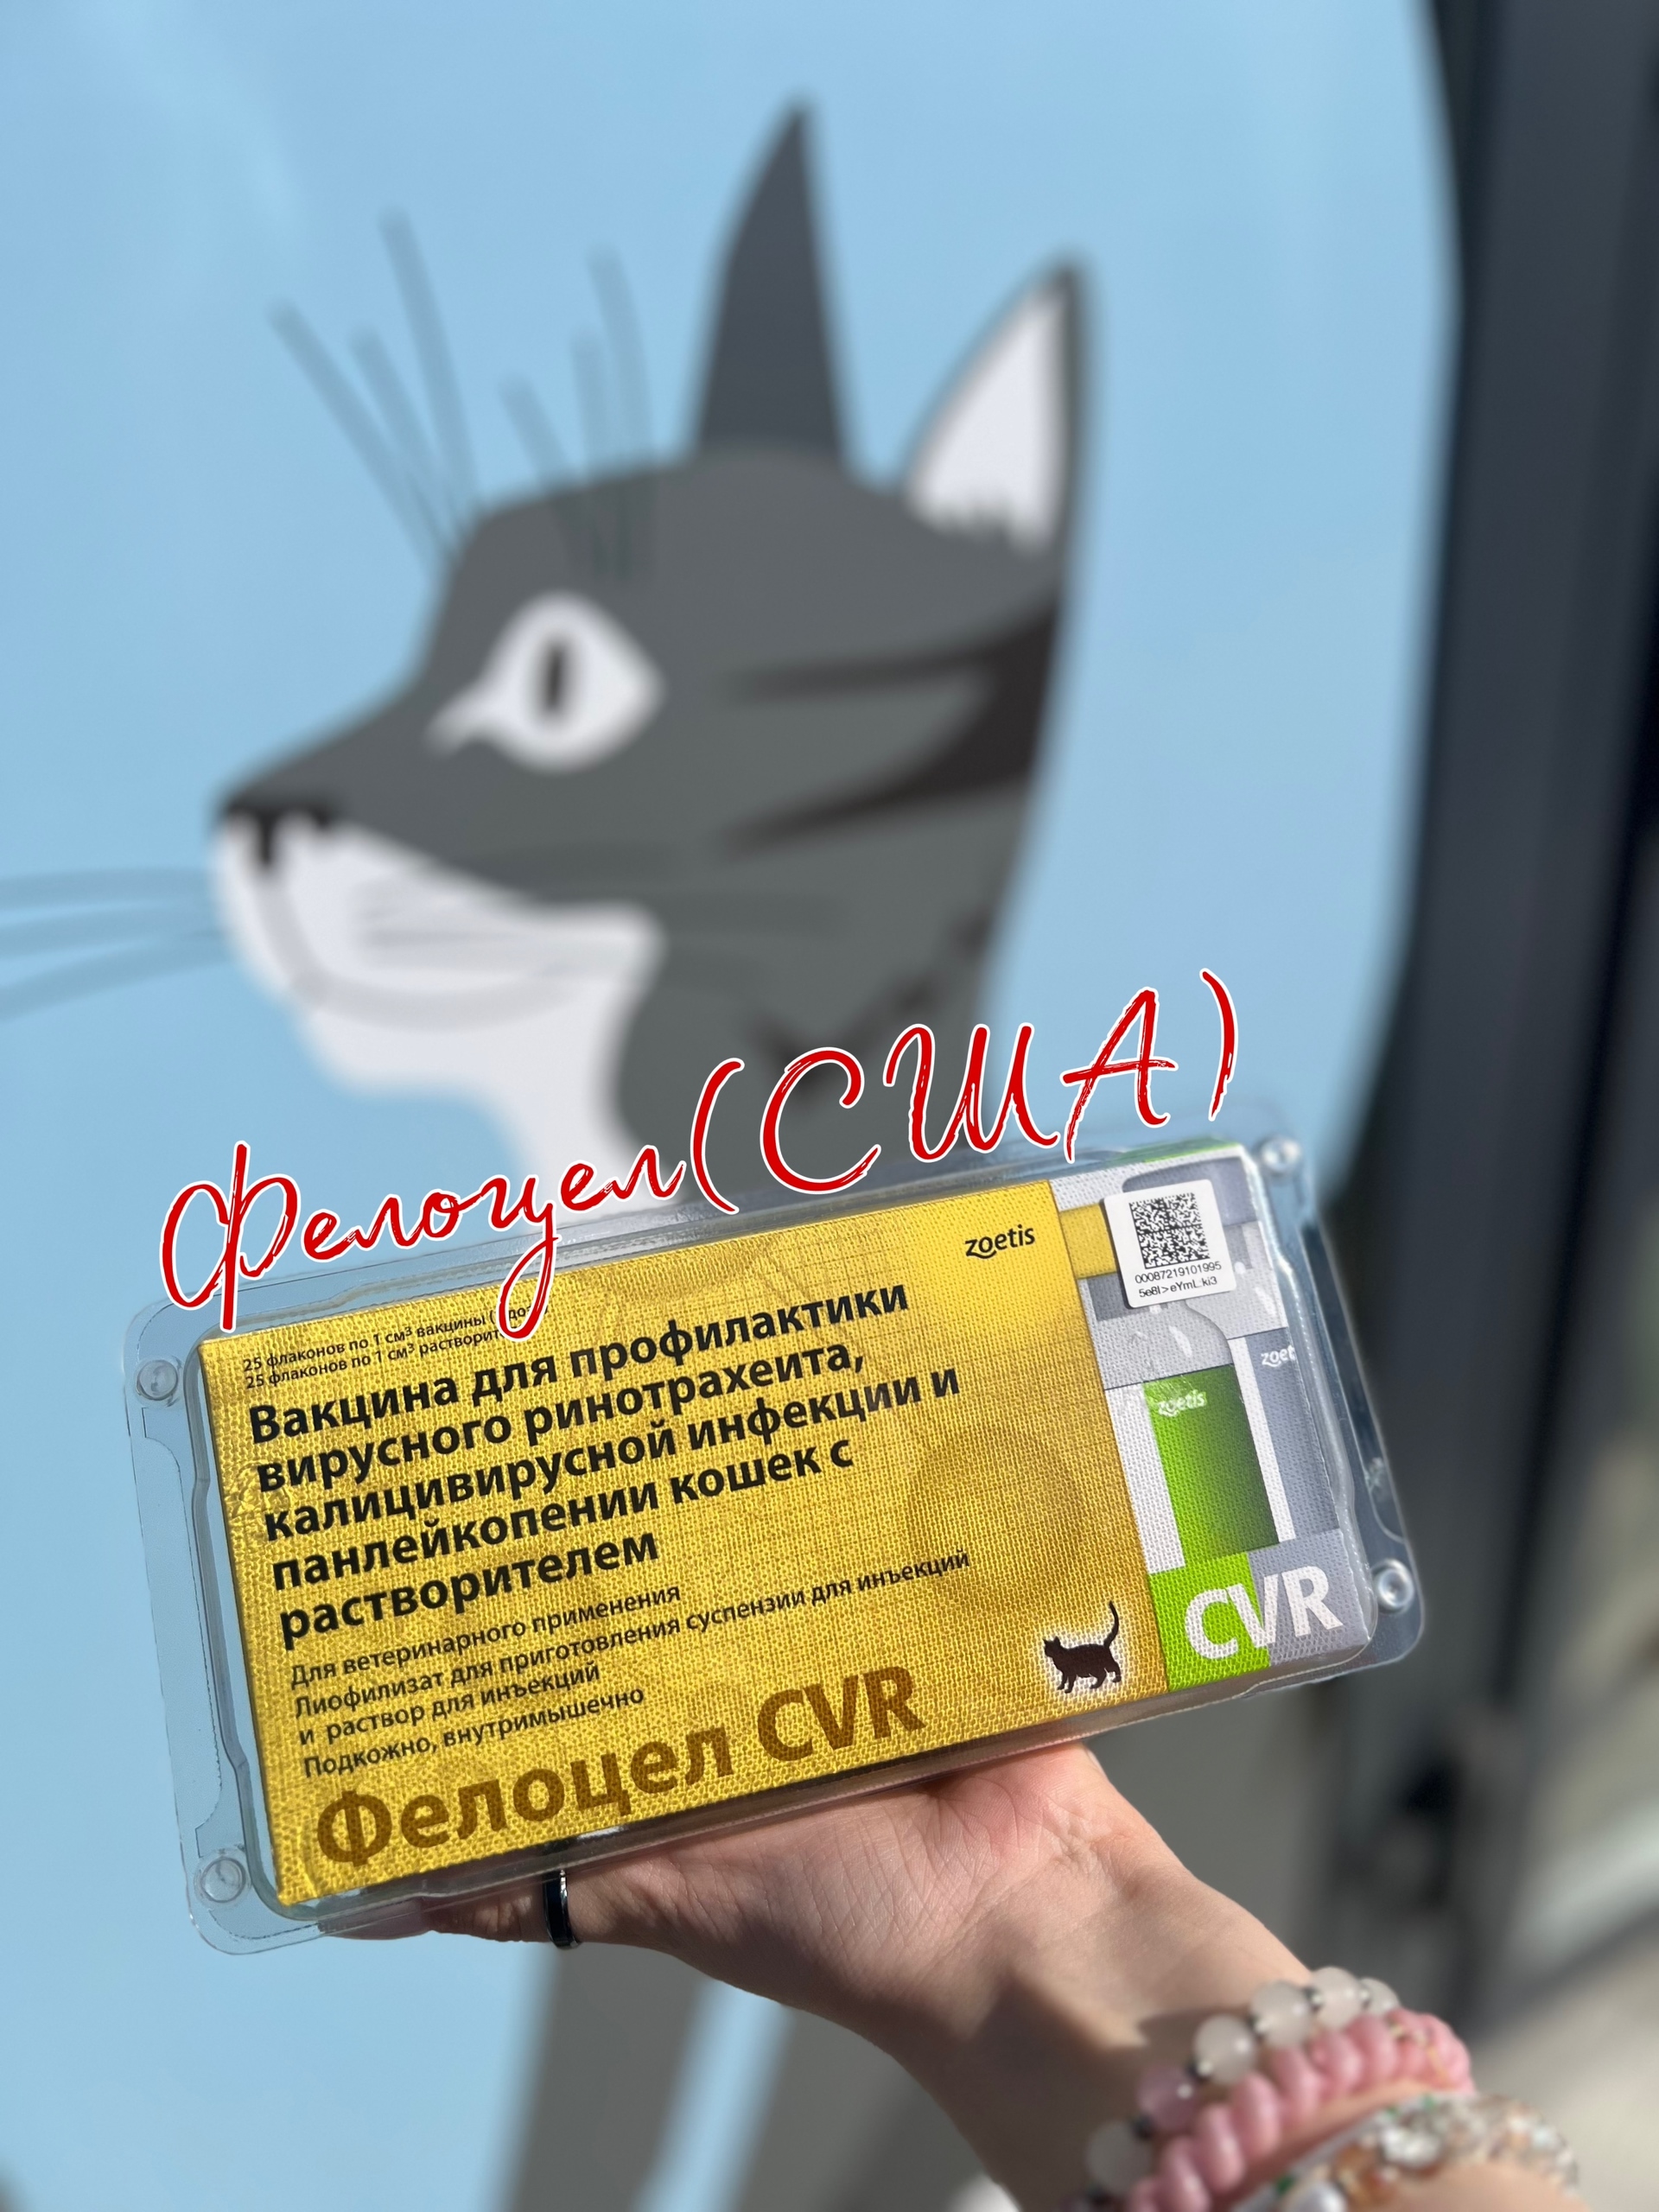 Фелоцел(США)
zoetis
00087219101995
25 флаконов по 1 см³ вакцины
25 флаконов по 1 см³
Вакцина для профилактики
вирусного ринотрахеита,
калицивирусной инфекции и
панлейкопении кошек с
растворителем
Для ветеринарного применения
Лиофилизат для приготовления суспензии для инъекций
и раствор для инъекций
Подкожно, внутримышечно
Фелоцел CVR
zoetis
CVR